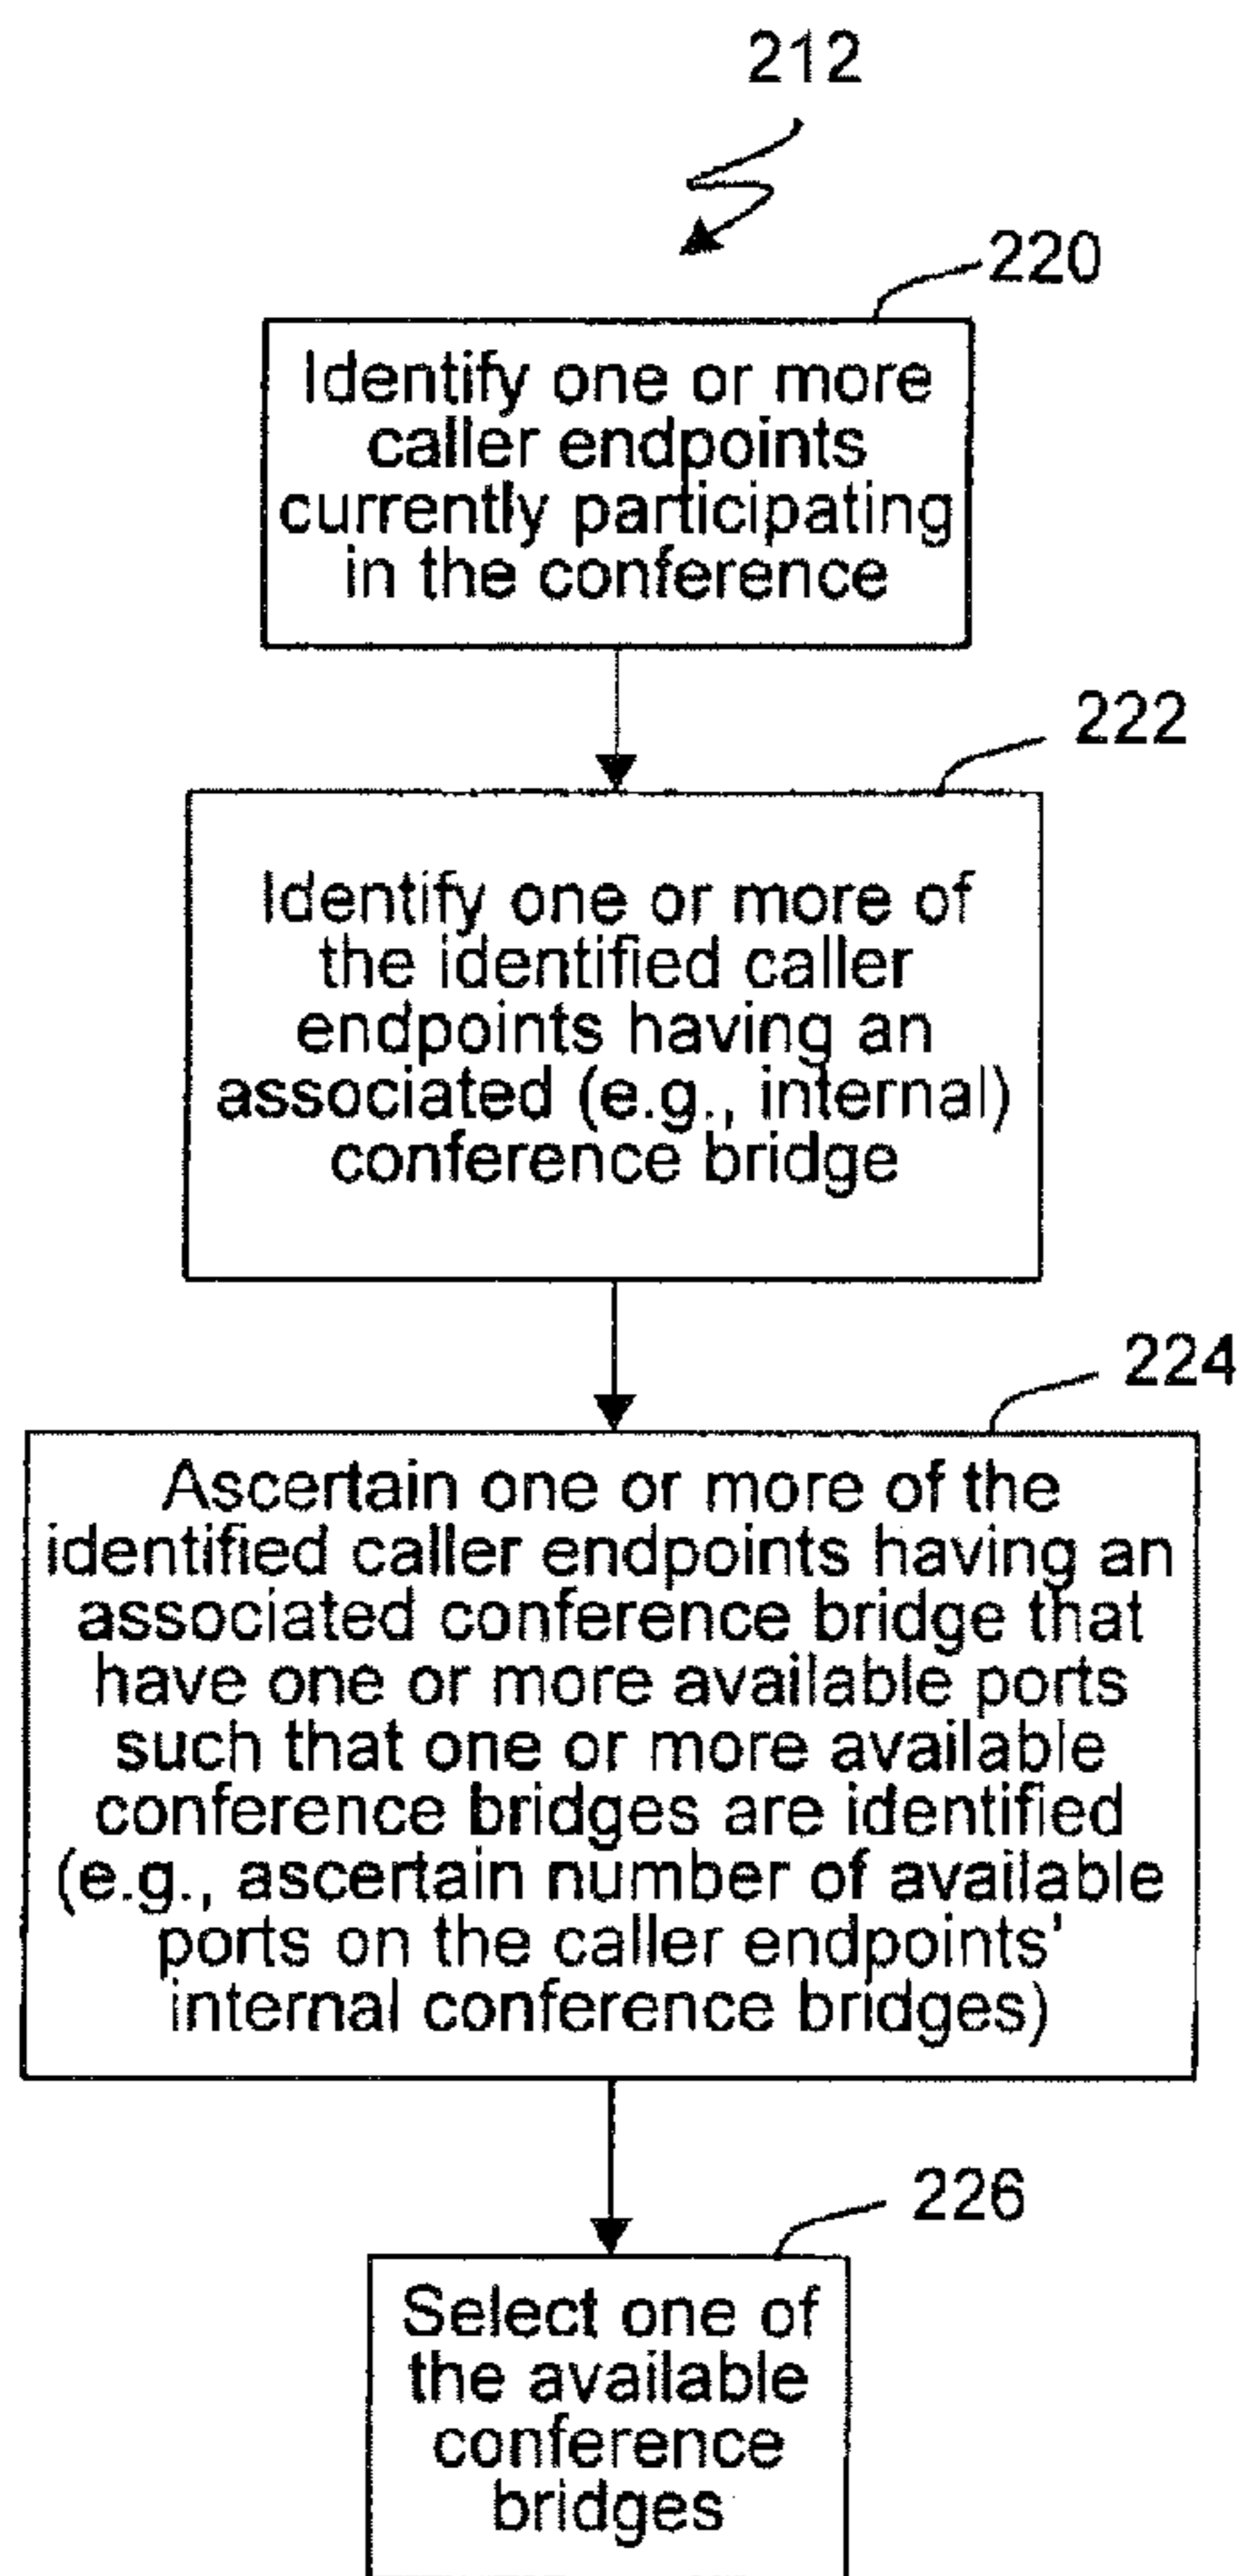 212
220
Identify one or more
caller endpoints
currently participating
in the conference
222
Identify one or more of
the identified caller
endpoints having an
associated (e.g., internal)
conference bridge
224
Ascertain one or more of the
identified caller endpoints having an
associated conference bridge that
have one or more available ports
such that one or more available
conference bridges are identified
(e.g., ascertain number of available
ports on the caller endpoints'
internal conference bridges)
226
Select one of
the available
conference
bridges